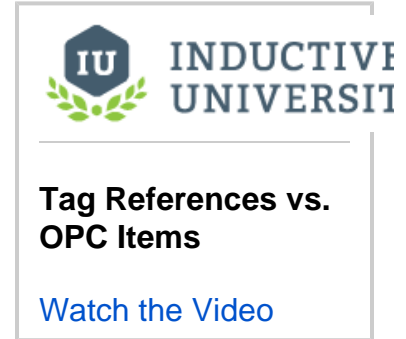 IU
INDUCTIVE
UNIVERSIT
Tag References vs.
OPC Items
Watch the Video